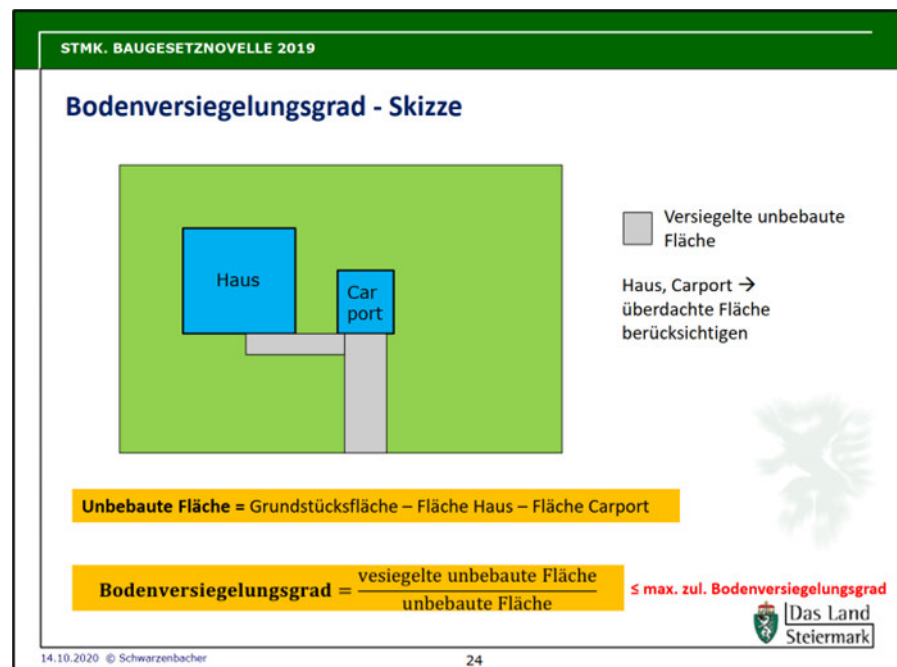 STMK. BAUGESETZNOVELLE 2019
Bodenversiegelungsgrad - Skizze
Haus
Car
port
Versiegelte unbebaute
Fläche
Haus, Carport →
überdachte Fläche
berücksichtigen
Unbebaute Fläche = Grundstücksfläche – Fläche Haus – Fläche Carport
Bodenversiegelungsgrad = vesiegelte unbebaute Fläche
unbebaute Fläche
≤ max. zul. Bodenversiegelungsgrad
Das Land
Steiermark
14.10.2020 © Schwarzenbacher
24